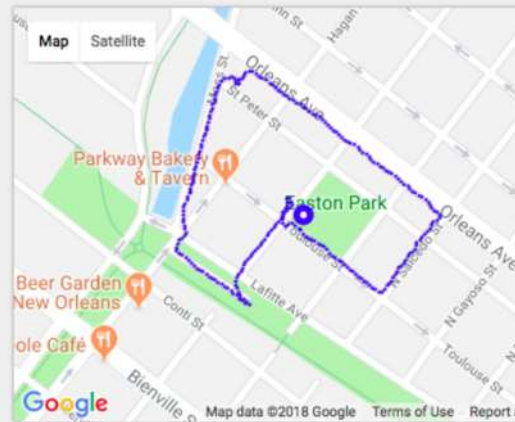 Map
Satellite
Hagan
Orleans Ave
Moss St
St Peter St
Parkway Bakery
& Tavern
Easton Park
Toulouse St
Orleans Ave
N Salcedo St
N Gayoso St
Lafitte Ave
Beer Garden
New Orleans
Conti St
Toulouse St
ole Café
Bienville S
Google
Map data ©2018 Google
Terms of Use
Report